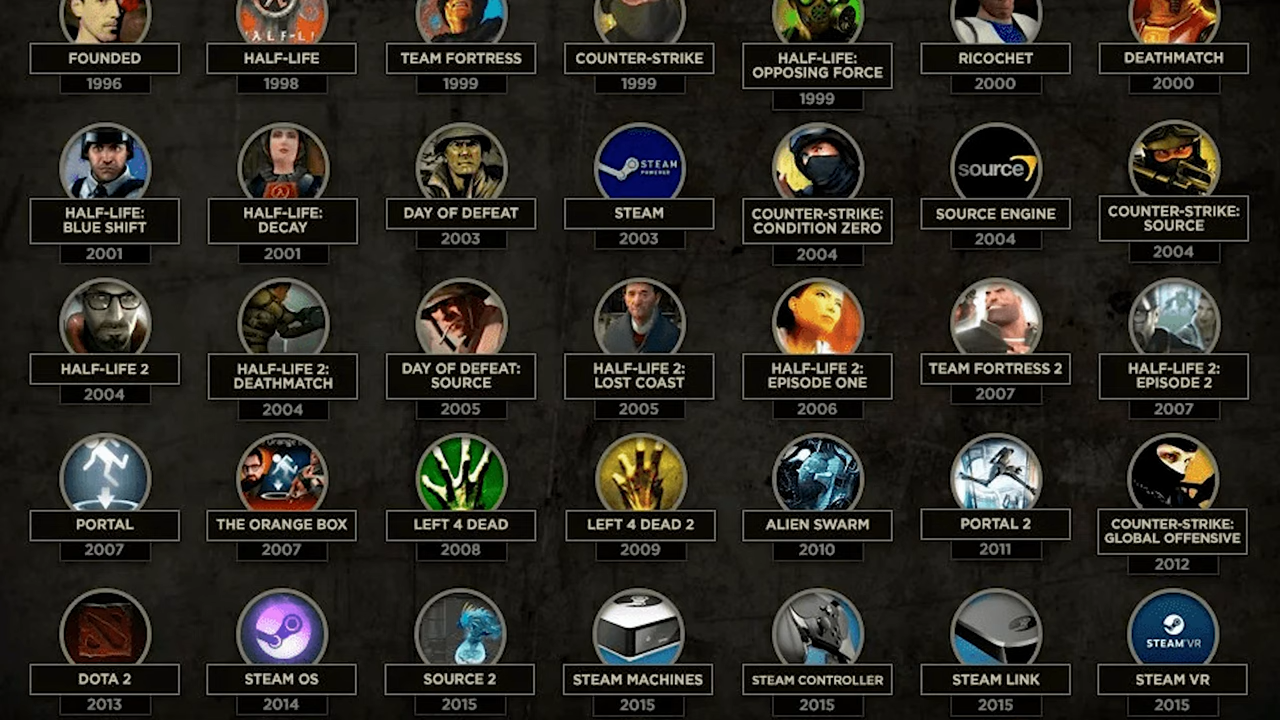 FOUNDED
1996
HALF-LIFE
1998
TEAM FORTRESS
1999
COUNTER-STRIKE
1999
HALF-LIFE:
OPPOSING FORCE
1999
RICOCHET
2000
DEATHMATCH
2000
HALF-LIFE:
BLUE SHIFT
2001
HALF-LIFE:
DECAY
2001
DAY OF DEFEAT
2003
STEAM
POWERED
STEAM
2003
COUNTER-STRIKE:
CONDITION ZERO
2004
source
SOURCE ENGINE
2004
COUNTER-STRIKE:
SOURCE
2004
HALF-LIFE 2
2004
HALF-LIFE 2:
DEATHMATCH
2004
DAY OF DEFEAT:
SOURCE
2005
HALF-LIFE 2:
LOST COAST
2005
HALF-LIFE 2:
EPISODE ONE
2006
TEAM FORTRESS 2
2007
HALF-LIFE 2:
EPISODE 2
2007
PORTAL
2007
THE ORANGE BOX
2007
LEFT 4 DEAD
2008
LEFT 4 DEAD 2
2009
ALIEN SWARM
2010
PORTAL 2
2011
COUNTER-STRIKE:
GLOBAL OFFENSIVE
2012
DOTA 2
2013
STEAM OS
2014
SOURCE 2
2015
STEAM MACHINES
2015
STEAM CONTROLLER
2015
STEAM LINK
2015
STEAM VR
STEAM VR
2015